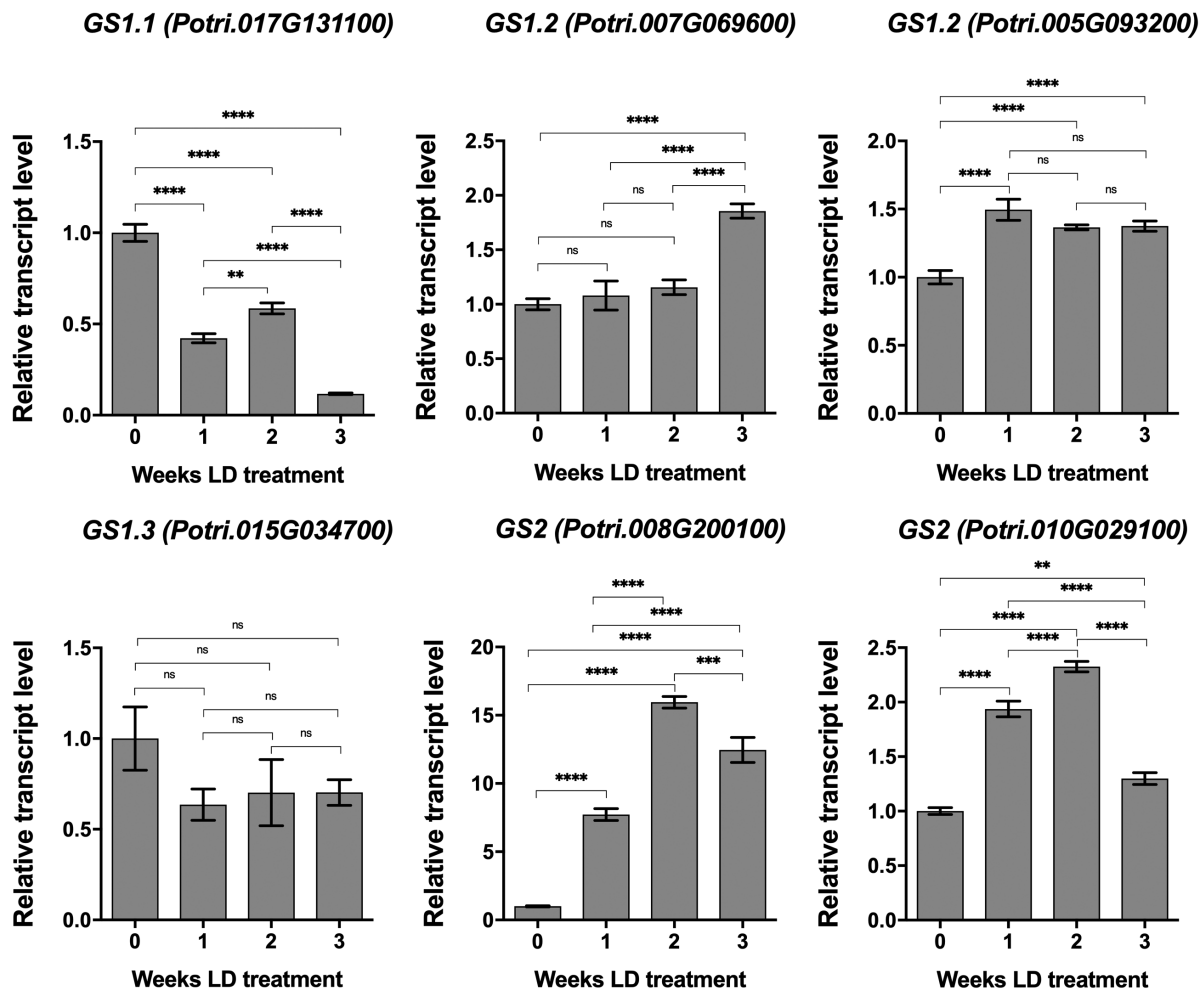 GS1.1 (Potri.017G131100)
Relative transcript level
1.5
1.0
0.5
0.0
****
****
****
****
****
**
0
1
2
3
Weeks LD treatment
GS1.2 (Potri.007G069600)
Relative transcript level
2.5
2.0
1.5
1.0
0.5
0.0
****
****
****
ns
ns
ns
0
1
2
3
Weeks LD treatment
GS1.2 (Potri.005G093200)
Relative transcript level
2.0
1.5
1.0
0.5
0.0
****
****
ns
ns
****
ns
0
1
2
3
Weeks LD treatment
GS1.3 (Potri.015G034700)
Relative transcript level
1.5
1.0
0.5
0.0
ns
ns
ns
ns
ns
ns
0
1
2
3
Weeks LD treatment
GS2 (Potri.008G200100)
Relative transcript level
20
15
10
5
0
****
****
****
****
***
****
0
1
2
3
Weeks LD treatment
GS2 (Potri.010G029100)
Relative transcript level
2.5
2.0
1.5
1.0
0.5
0.0
**
****
****
****
****
****
0
1
2
3
Weeks LD treatment